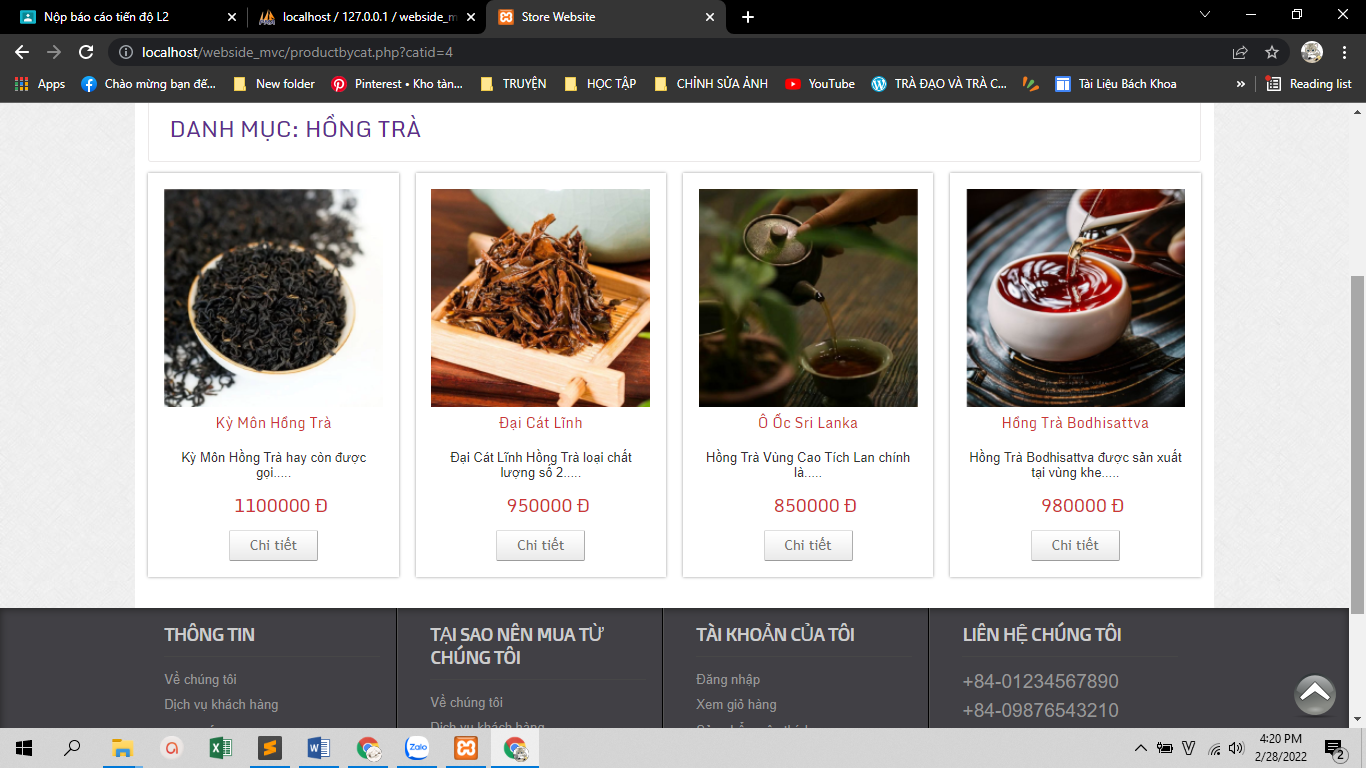 Nộp báo cáo tiến độ L2
localhost / 127.0.0.1 / webside_m
Store Website
localhost/webside_mvc/productbycat.php?catid=4
Apps
Chào mừng bạn đế...
New folder
Pinterest • Kho tàn...
TRUYỆN
HỌC TẬP
CHỈNH SỬA ẢNH
YouTube
TRÀ ĐẠO VÀ TRÀ C...
Tài Liệu Bách Khoa
»
Reading list
DANH MỤC: HỒNG TRÀ
Kỳ Môn Hồng Trà
Kỳ Môn Hồng Trà hay còn được
gọi.....
1100000 Đ
Chi tiết
Đại Cát Lĩnh
Đại Cát Lĩnh Hồng Trà loại chất
lượng số 2.....
950000 Đ
Chi tiết
Ô Ốc Sri Lanka
Hồng Trà Vùng Cao Tích Lan chính
là.....
850000 Đ
Chi tiết
Hồng Trà Bodhisattva
Hồng Trà Bodhisattva được sản xuất
tại vùng khe.....
980000 Đ
Chi tiết
THÔNG TIN
Về chúng tôi
Dịch vụ khách hàng
TẠI SAO NÊN MUA TỪ
CHÚNG TÔI
Về chúng tôi
Dịch vụ khách hàng
TÀI KHOẢN CỦA TÔI
Đăng nhập
Xem giỏ hàng
LIÊN HỆ CHÚNG TÔI
+84-01234567890
+84-09876543210
Zalo
4:20 PM
2/28/2022
2